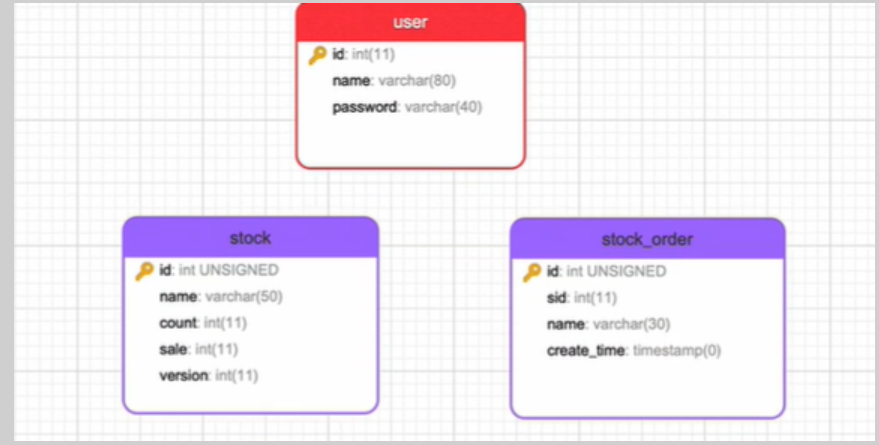 user
id: int(11)
name: varchar(80)
password: varchar(40)
stock
id: int UNSIGNED
name: varchar(50)
count: int(11)
sale: int(11)
version: int(11)
stock_order
id: int UNSIGNED
sid: int(11)
name: varchar(30)
create_time: timestamp(0)